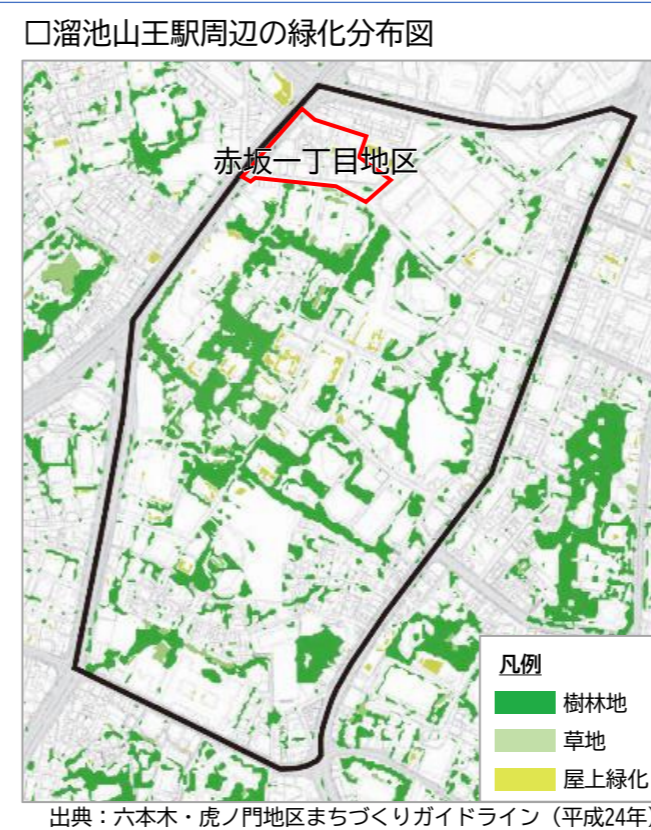 □溜池山王駅周辺の緑化分布図
赤坂一丁目地区
凡例
樹林地
草地
屋上緑化
出典：六本木・虎ノ門地区まちづくりガイドライン（平成24年）